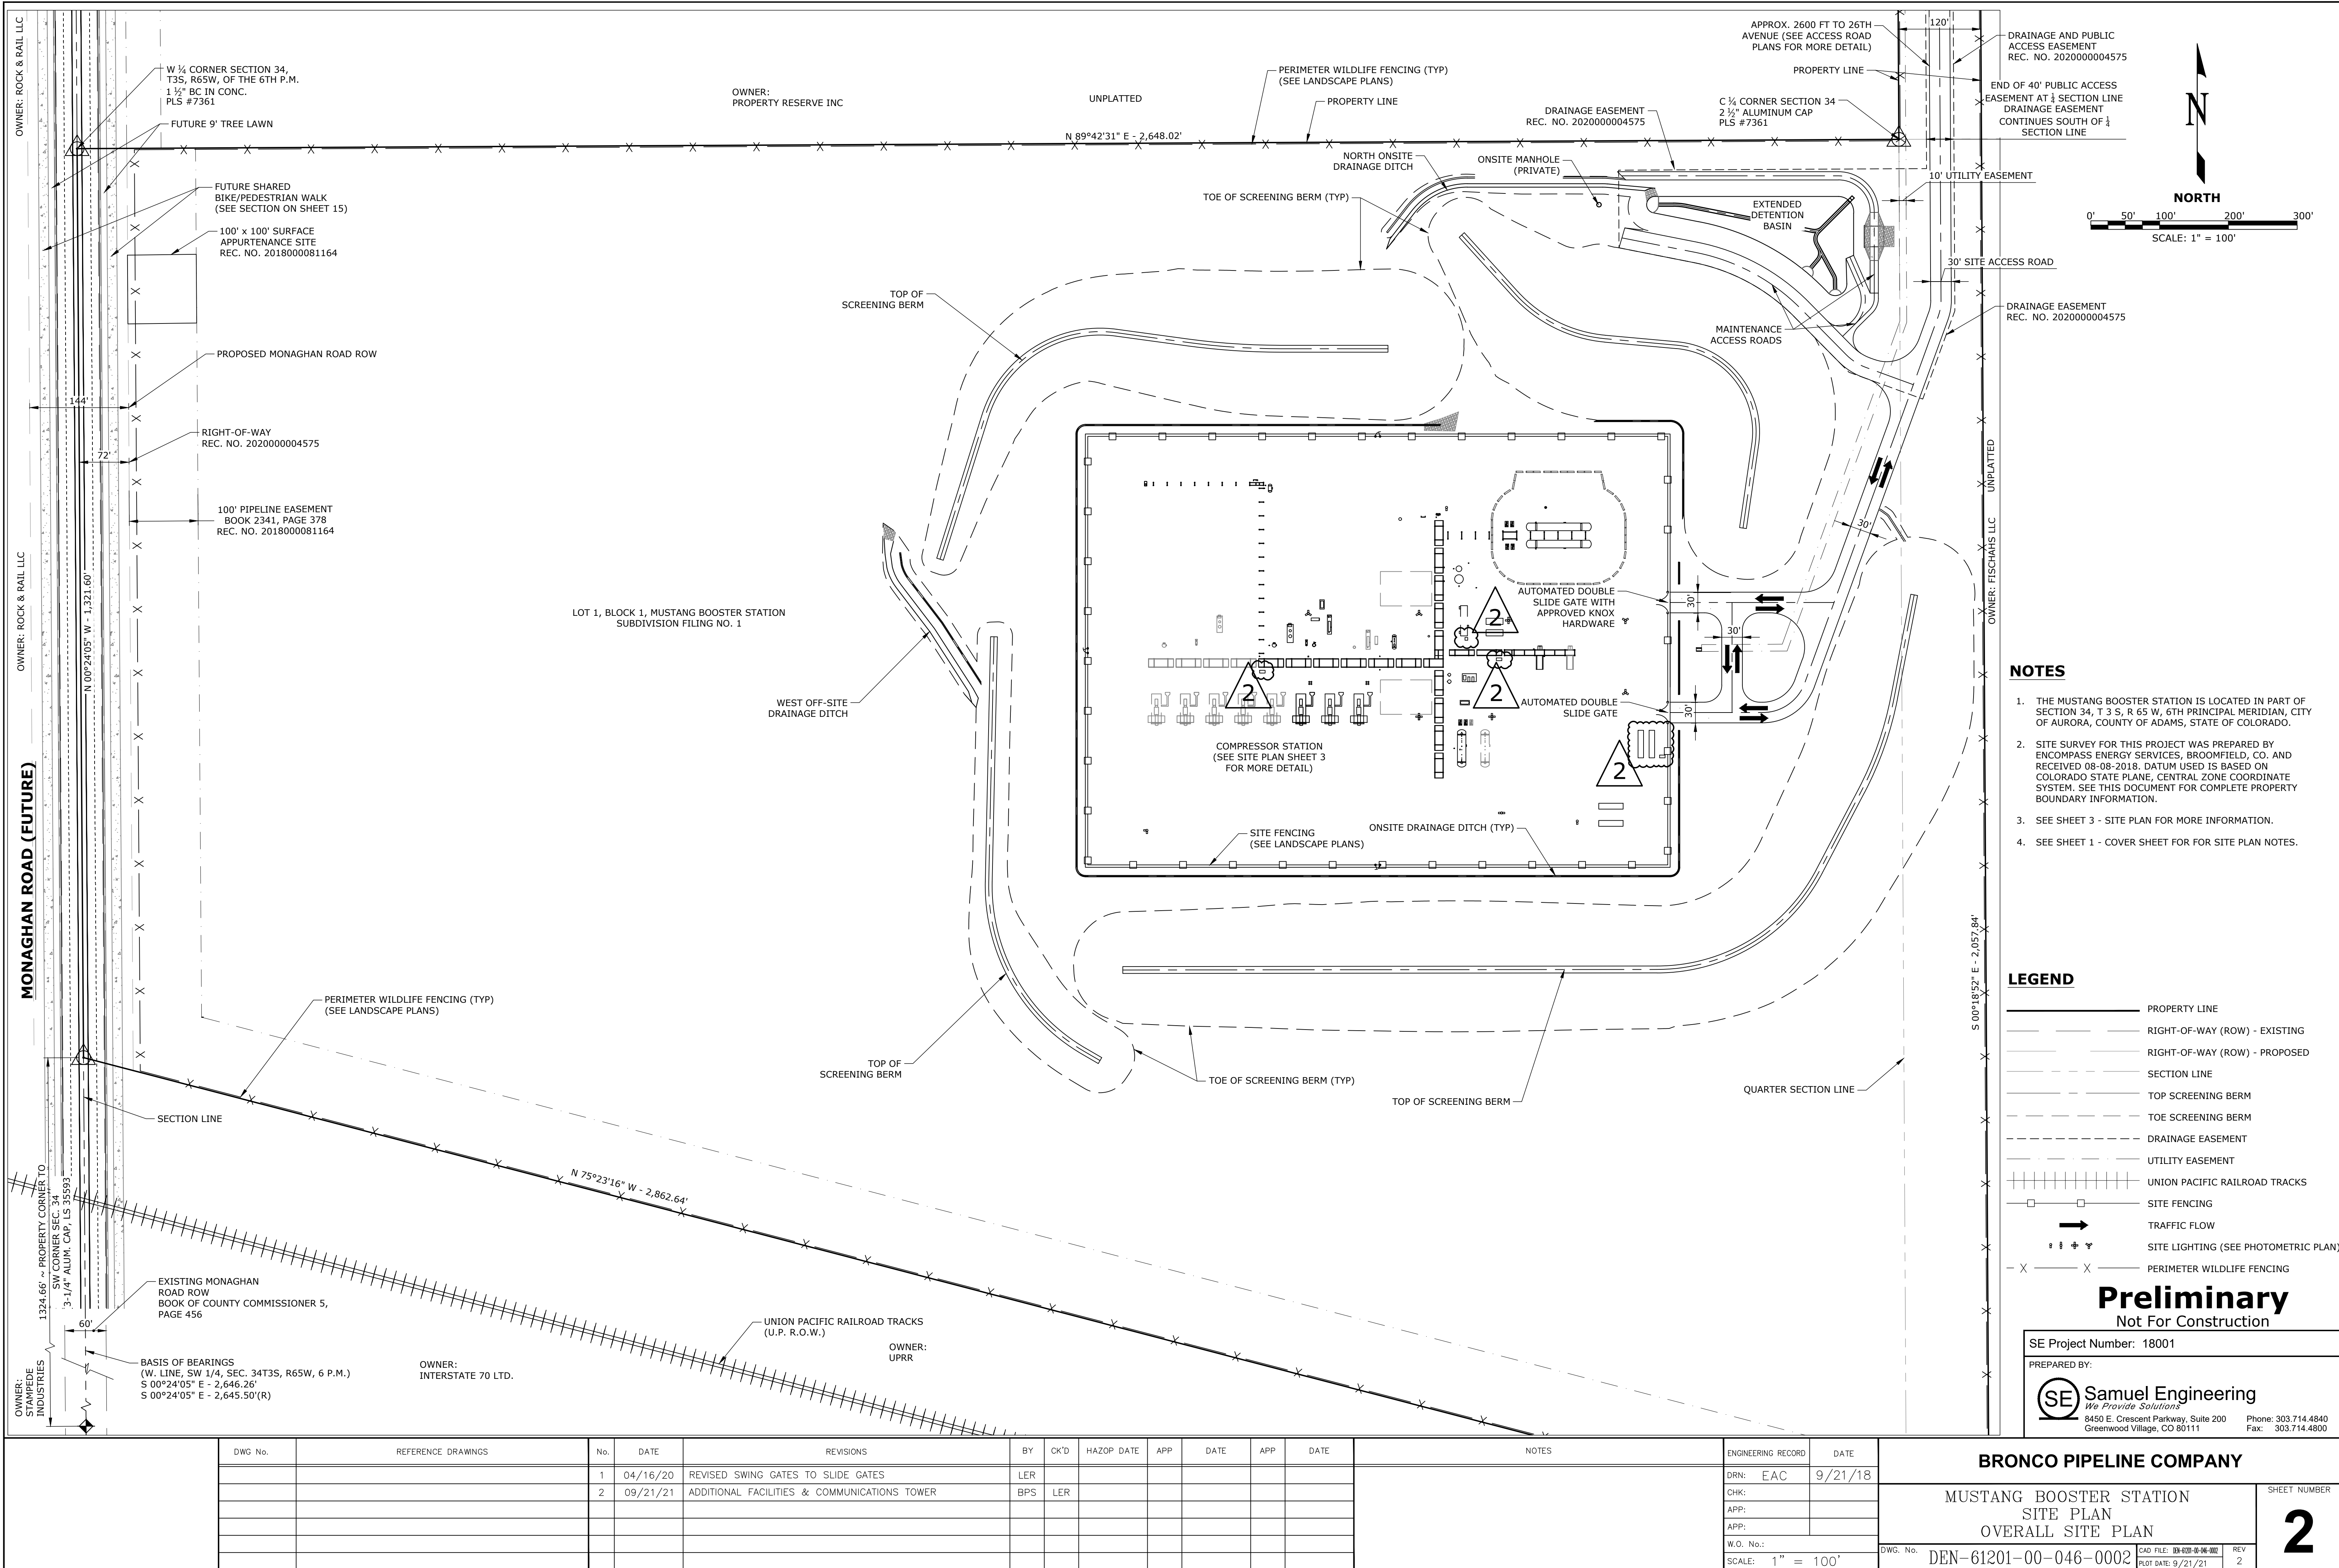 OWNER: ROCK & RAIL LLC
W ¼ CORNER SECTION 34,
T3S, R65W, OF THE 6TH P.M.
1 ½" BC IN CONC.
PLS #7361
FUTURE 9' TREE LAWN
FUTURE SHARED
BIKE/PEDESTRIAN WALK
(SEE SECTION ON SHEET 15)
100' x 100' SURFACE
APPURTENANCE SITE
REC. NO. 2018000081164
PROPOSED MONAGHAN ROAD ROW
144'
RIGHT-OF-WAY
REC. NO. 2020000004575
72'
100' PIPELINE EASEMENT
BOOK 2341, PAGE 378
REC. NO. 2018000081164
OWNER: ROCK & RAIL LLC
N 00°24'05" W - 1,321.60'
MONAGHAN ROAD (FUTURE)
OWNER:
PROPERTY RESERVE INC
UNPLATTED
PERIMETER WILDLIFE FENCING (TYP)
(SEE LANDSCAPE PLANS)
PROPERTY LINE
N 89°42'31" E - 2,648.02'
APPROX. 2600 FT TO 26TH
AVENUE (SEE ACCESS ROAD
PLANS FOR MORE DETAIL)
PROPERTY LINE
C ¼ CORNER SECTION 34
2 ½" ALUMINUM CAP
PLS #7361
DRAINAGE EASEMENT
REC. NO. 2020000004575
120'
DRAINAGE AND PUBLIC
ACCESS EASEMENT
REC. NO. 2020000004575
END OF 40' PUBLIC ACCESS
EASEMENT AT ¼ SECTION LINE
DRAINAGE EASEMENT
CONTINUES SOUTH OF ¼
SECTION LINE
10' UTILITY EASEMENT
30' SITE ACCESS ROAD
DRAINAGE EASEMENT
REC. NO. 2020000004575
NORTH ONSITE
DRAINAGE DITCH
ONSITE MANHOLE
(PRIVATE)
TOE OF SCREENING BERM (TYP)
EXTENDED
DETENTION
BASIN
MAINTENANCE
ACCESS ROADS
TOP OF
SCREENING BERM
N
NORTH
0' 50' 100' 200' 300'
SCALE: 1" = 100'
LOT 1, BLOCK 1, MUSTANG BOOSTER STATION
SUBDIVISION FILING NO. 1
WEST OFF-SITE
DRAINAGE DITCH
AUTOMATED DOUBLE
SLIDE GATE WITH
APPROVED KNOX
HARDWARE
2
2
2
2
AUTOMATED DOUBLE
SLIDE GATE
30'
30'
30'
30'
COMPRESSOR STATION
(SEE SITE PLAN SHEET 3
FOR MORE DETAIL)
SITE FENCING
(SEE LANDSCAPE PLANS)
ONSITE DRAINAGE DITCH (TYP)
UNPLATTED
OWNER: FISCHAHS LLC
S 00°18'52" E - 2,057.84'
PERIMETER WILDLIFE FENCING (TYP)
(SEE LANDSCAPE PLANS)
TOP OF
SCREENING BERM
TOE OF SCREENING BERM (TYP)
TOP OF SCREENING BERM
QUARTER SECTION LINE
SECTION LINE
N 75°23'16" W - 2,862.64'
1324.66' ~ PROPERTY CORNER TO
SW CORNER SEC. 34
3-1/4" ALUM. CAP, LS 35593
EXISTING MONAGHAN
ROAD ROW
BOOK OF COUNTY COMMISSIONER 5,
PAGE 456
60'
OWNER:
STAMPEDE
INDUSTRIES
BASIS OF BEARINGS
(W. LINE, SW 1/4, SEC. 34T3S, R65W, 6 P.M.)
S 00°24'05" E - 2,646.26'
S 00°24'05" E - 2,645.50'(R)
OWNER:
INTERSTATE 70 LTD.
UNION PACIFIC RAILROAD TRACKS
(U.P. R.O.W.)
OWNER:
UPRR
NOTES
1. THE MUSTANG BOOSTER STATION IS LOCATED IN PART OF
SECTION 34, T 3 S, R 65 W, 6TH PRINCIPAL MERIDIAN, CITY
OF AURORA, COUNTY OF ADAMS, STATE OF COLORADO.
2. SITE SURVEY FOR THIS PROJECT WAS PREPARED BY
ENCOMPASS ENERGY SERVICES, BROOMFIELD, CO. AND
RECEIVED 08-08-2018. DATUM USED IS BASED ON
COLORADO STATE PLANE, CENTRAL ZONE COORDINATE
SYSTEM. SEE THIS DOCUMENT FOR COMPLETE PROPERTY
BOUNDARY INFORMATION.
3. SEE SHEET 3 - SITE PLAN FOR MORE INFORMATION.
4. SEE SHEET 1 - COVER SHEET FOR FOR SITE PLAN NOTES.
LEGEND
PROPERTY LINE
RIGHT-OF-WAY (ROW) - EXISTING
RIGHT-OF-WAY (ROW) - PROPOSED
SECTION LINE
TOP SCREENING BERM
TOE SCREENING BERM
DRAINAGE EASEMENT
UTILITY EASEMENT
UNION PACIFIC RAILROAD TRACKS
SITE FENCING
TRAFFIC FLOW
SITE LIGHTING (SEE PHOTOMETRIC PLAN)
PERIMETER WILDLIFE FENCING
Preliminary
Not For Construction
SE Project Number: 18001
PREPARED BY:
SE
Samuel Engineering
We Provide Solutions
8450 E. Crescent Parkway, Suite 200 Phone: 303.714.4840
Greenwood Village, CO 80111 Fax: 303.714.4800
DWG No. REFERENCE DRAWINGS No. DATE REVISIONS BY CK'D HAZOP DATE APP DATE APP DATE NOTES
1 04/16/20 REVISED SWING GATES TO SLIDE GATES LER
2 09/21/21 ADDITIONAL FACILITIES & COMMUNICATIONS TOWER BPS LER
ENGINEERING RECORD DATE
DRN: EAC 9/21/18
CHK:
APP:
APP:
W.O. No.:
SCALE: 1" = 100'
BRONCO PIPELINE COMPANY
MUSTANG BOOSTER STATION
SITE PLAN
OVERALL SITE PLAN
SHEET NUMBER
2
DWG. No. DEN-61201-00-046-0002
CAD FILE: DEN-61201-00-046-0002
PLOT DATE: 9/21/21
REV
2